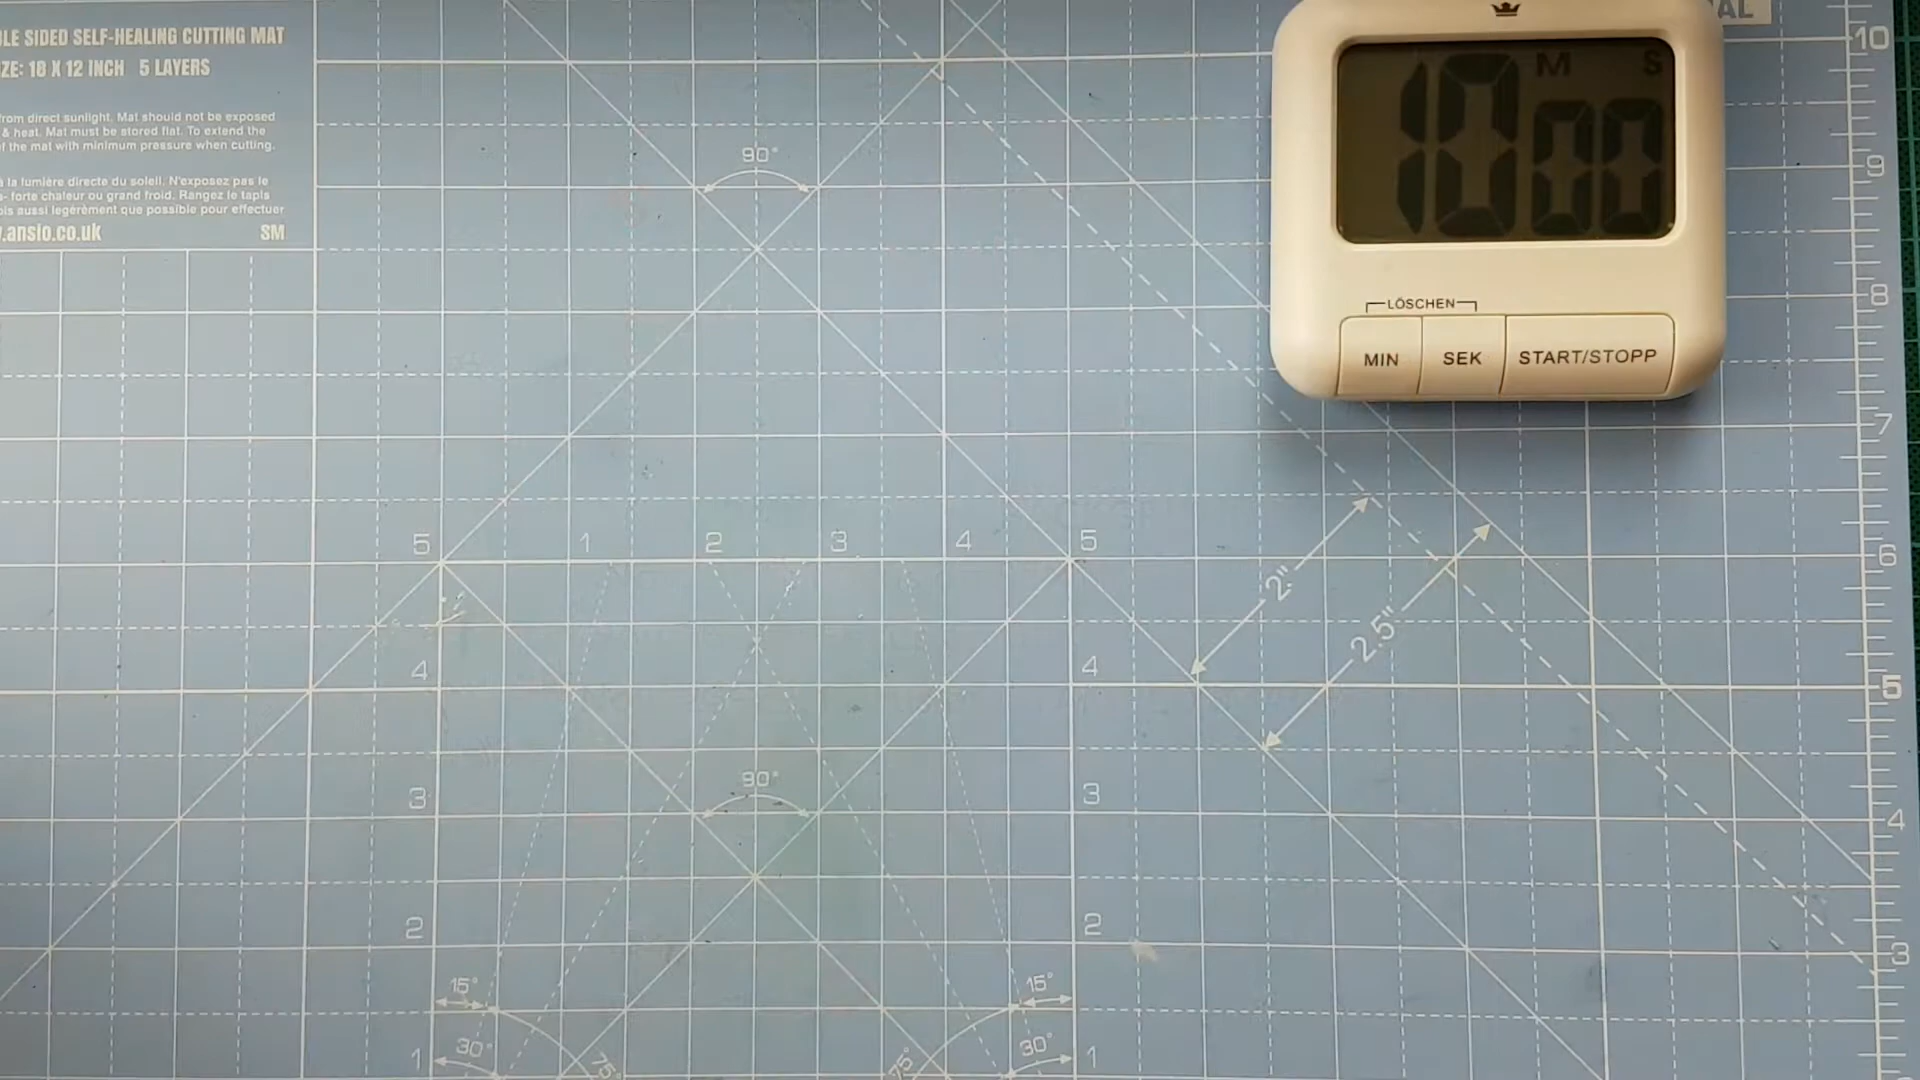 LE SIDED SELF-HEALING CUTTING MAT
ZE: 18 X 12 INCH 5 LAYERS
from direct sunlight. Mat should not be exposed
& heat. Mat must be stored flat. To extend the
f the mat with minimum pressure when cutting.
à la lumière directe du soleil. N'exposez pas le
s- forte chaleur ou grand froid. Rangez le tapis
ois aussi legèrement que possible pour effectuer
.ansio.co.uk SM
AL
M S
10 00
LÖSCHEN
MIN SEK START/STOPP
10
9
8
7
6
5
4
3
90°
5 1 2 3 4 5
2"
2.5"
4 4
3 90° 3
2 2
15° 15°
1 30° 75° 75° 30° 1